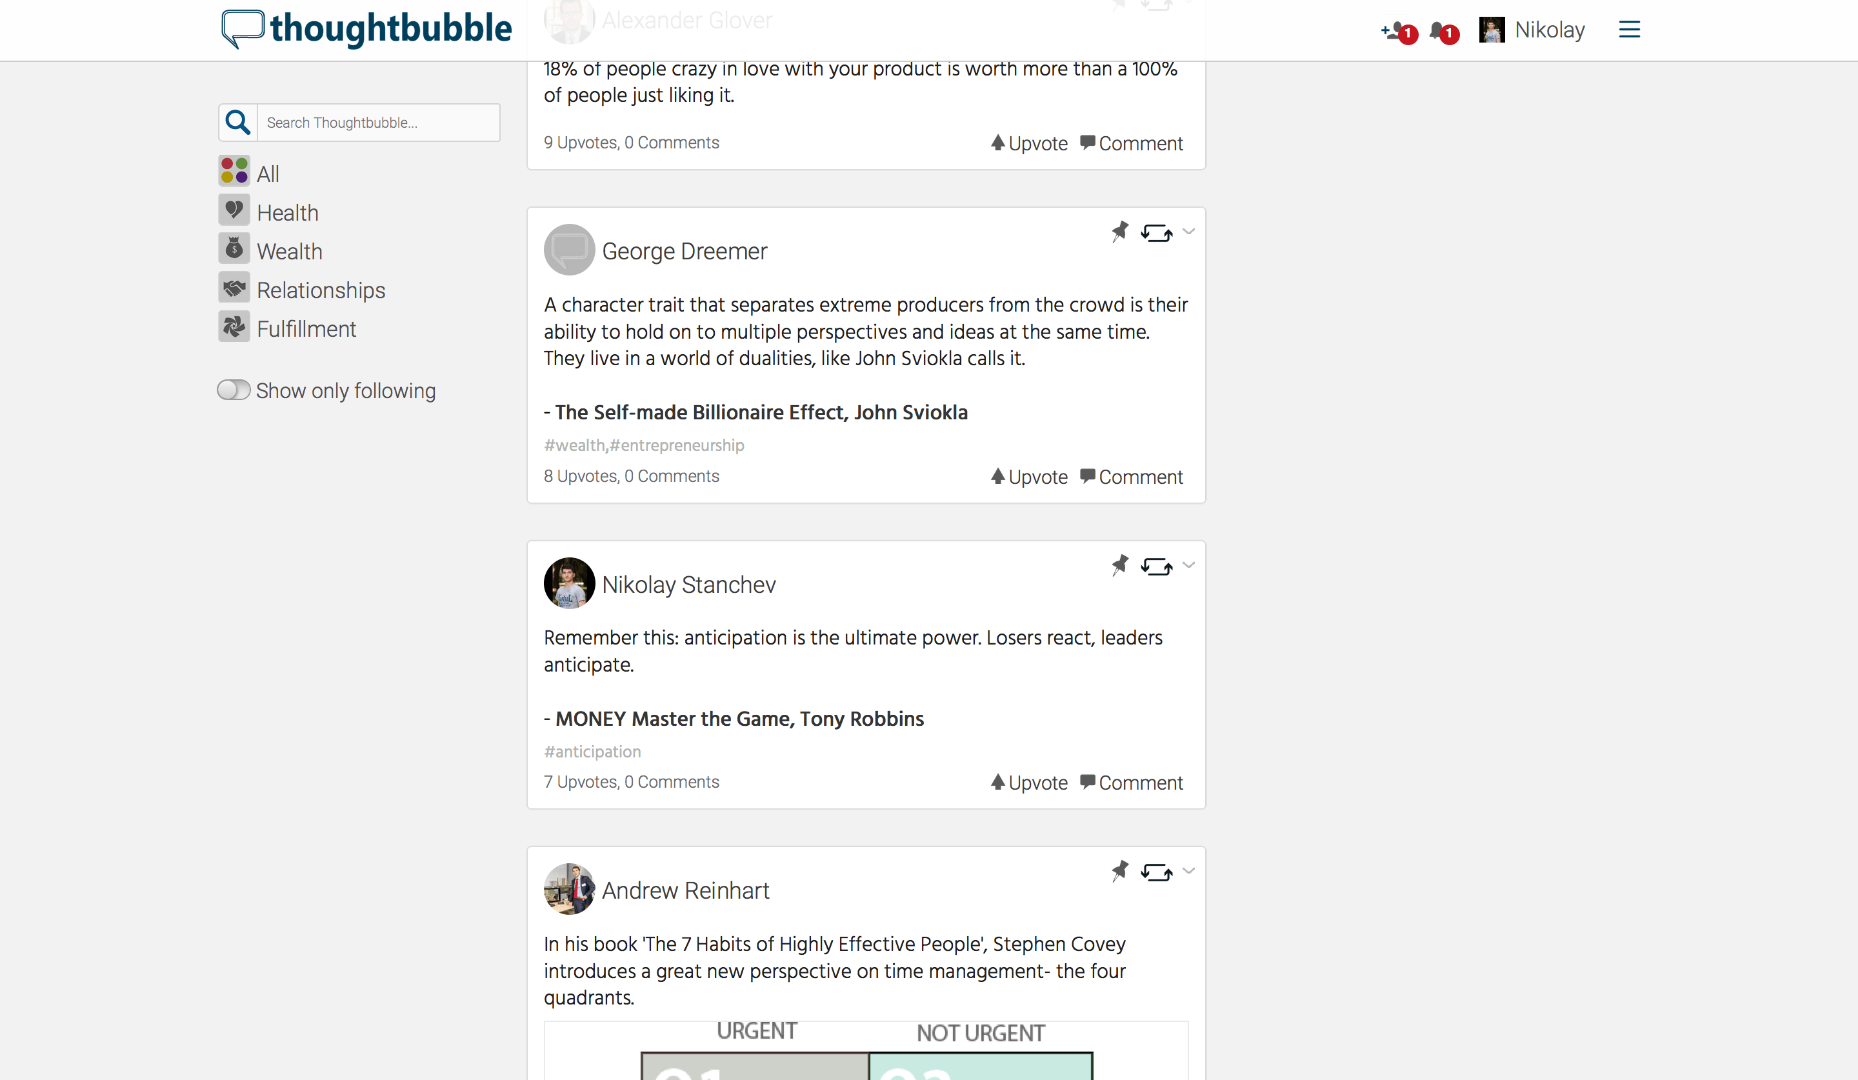 thoughtbubble
Alexander Glover
1
1
Nikolay
18% of people crazy in love with your product is worth more than a 100%
of people just liking it.
9 Upvotes, 0 Comments
Upvote
Comment
Search Thoughtbubble...
All
Health
Wealth
Relationships
Fulfillment
Show only following
George Dreemer
A character trait that separates extreme producers from the crowd is their
ability to hold on to multiple perspectives and ideas at the same time.
They live in a world of dualities, like John Sviokla calls it.
- The Self-made Billionaire Effect, John Sviokla
#wealth,#entrepreneurship
8 Upvotes, 0 Comments
Upvote
Comment
Nikolay Stanchev
Remember this: anticipation is the ultimate power. Losers react, leaders
anticipate.
- MONEY Master the Game, Tony Robbins
#anticipation
7 Upvotes, 0 Comments
Upvote
Comment
Andrew Reinhart
In his book 'The 7 Habits of Highly Effective People', Stephen Covey
introduces a great new perspective on time management- the four
quadrants.
URGENT
NOT URGENT